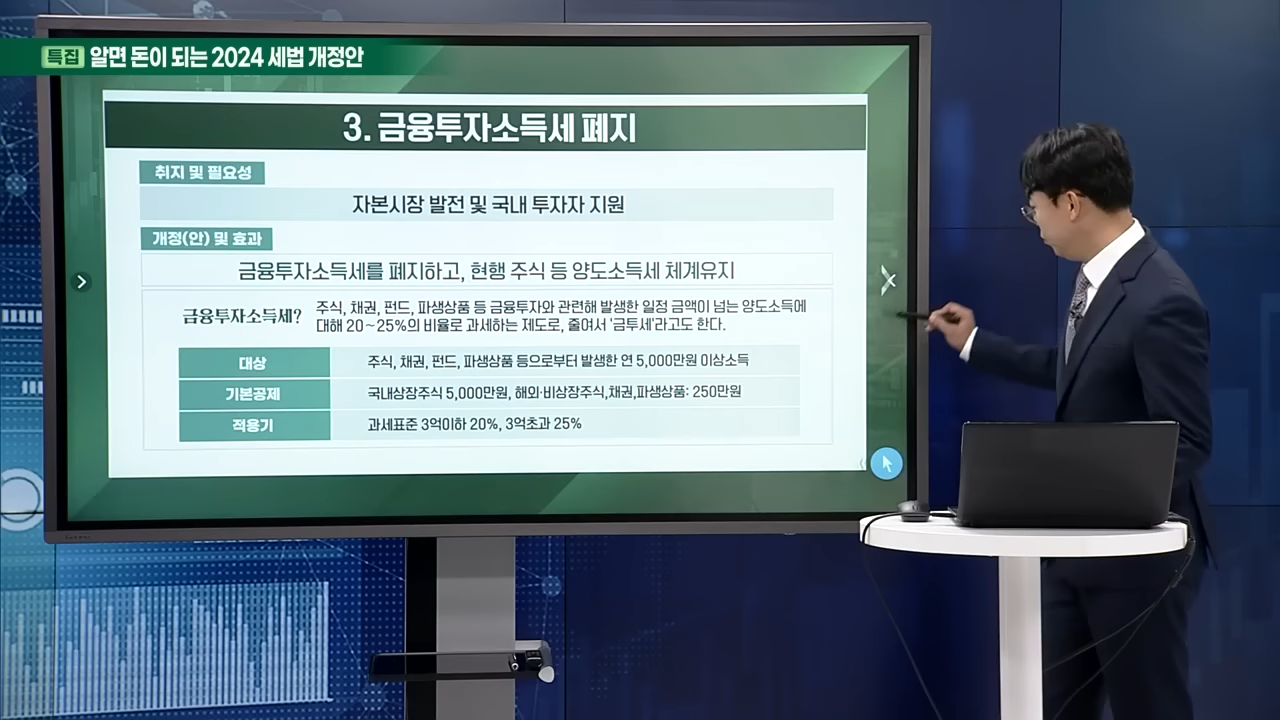 특집 알면 돈이 되는 2024 세법 개정안
3. 금융투자소득세 폐지
취지 및 필요성
자본시장 발전 및 국내 투자자 지원
개정(안) 및 효과
금융투자소득세를 폐지하고, 현행 주식 등 양도소득세 체계유지
금융투자소득세? 주식, 채권, 펀드, 파생상품 등 금융투자와 관련해 발생한 일정 금액이 넘는 양도소득에
대해 20~25%의 비율로 과세하는 제도로, 줄여서 '금투세'라고도 한다.
대상 주식, 채권, 펀드, 파생상품 등으로부터 발생한 연 5,000만원 이상소득
기본공제 국내상장주식 5,000만원, 해외·비상장주식,채권,파생상품: 250만원
적용기 과세표준 3억이하 20%, 3억초과 25%